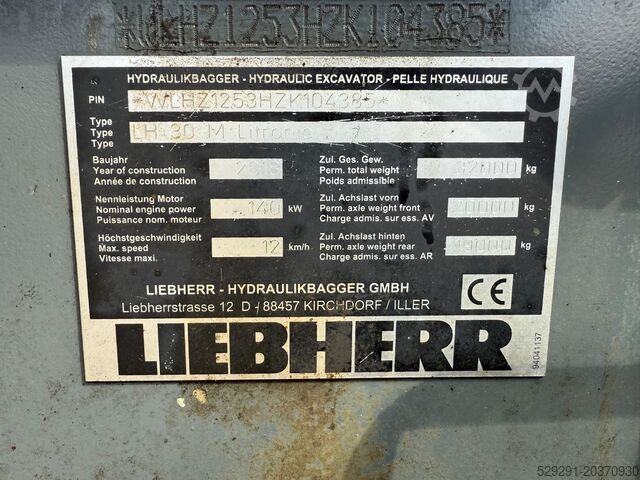 *WLHZ1253HZK104385*
HYDRAULIKBAGGER - HYDRAULIC EXCAVATOR - PELLE HYDRAULIQUE
PIN *WLHZ1253HZK104385*
Type
Type LH 30 M Litronic
Type
Baujahr
Year of construction
Année de construction
Nennleistung Motor
Nominal engine power 140 kW
Puissance nom. moteur
Höchstgeschwindigkeit
Max. speed 12 km/h
Vitesse maxi.
Zul. Ges. Gew.
Perm. total weight 32000 kg
Poids admissible
Zul. Achslast vorn
Perm. axle weight front 20000 kg
Charge admis. sur ess. AV
Zul. Achslast hinten
Perm. axle weight rear 19000 kg
Charge admis. sur ess. AR
LIEBHERR - HYDRAULIKBAGGER GMBH
Liebherrstrasse 12 D - 88457 KIRCHDORF / ILLER
CE
LIEBHERR
94041137
529291-20370930